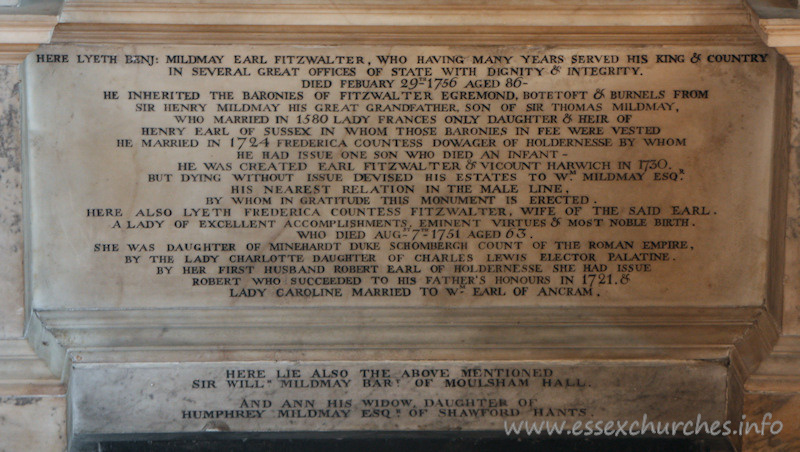 HERE LYETH BENJ: MILDMAY EARL FITZWALTER, WHO HAVING MANY YEARS SERVED HIS KING & COUNTRY
IN SEVERAL GREAT OFFICES OF STATE WITH DIGNITY & INTEGRITY.
DIED FEBUARY 29TH 1756 AGED 86-
HE INHERITED THE BARONIES OF FITZWALTER EGREMOND, BOTETOFT & BURNELS FROM
SIR HENRY MILDMAY HIS GREAT GRANDFATHER, SON OF SIR THOMAS MILDMAY,
WHO MARRIED IN 1580 LADY FRANCES ONLY DAUGHTER & HEIR OF
HENRY EARL OF SUSSEX IN WHOM THOSE BARONIES IN FEE WERE VESTED
HE MARRIED IN 1724 FREDERICA COUNTESS DOWAGER OF HOLDERNESSE BY WHOM
HE HAD ISSUE ONE SON WHO DIED AN INFANT-
HE WAS CREATED EARL FITZWALTER & VICOUNT HARWICH IN 1730.
BUT DYING WITHOUT ISSUE DEVISED HIS ESTATES TO WM MILDMAY ESQR
HIS NEAREST RELATION IN THE MALE LINE,
BY WHOM IN GRATITUDE THIS MONUMENT IS ERECTED.
HERE ALSO LYETH FREDERICA COUNTESS FITZWALTER, WIFE OF THE SAID EARL.
A LADY OF EXCELLENT ACCOMPLISHMENTS, EMINENT VIRTUES & MOST NOBLE BIRTH.
WHO DIED AUGST 7TH 1751 AGED 63.
SHE WAS DAUGHTER OF MINEHARDT DUKE SCHOMBERGH COUNT OF THE ROMAN EMPIRE,
BY THE LADY CHARLOTTE DAUGHTER OF CHARLES LEWIS ELECTOR PALATINE.
BY HER FIRST HUSBAND ROBERT EARL OF HOLDERNESSE SHE HAD ISSUE
ROBERT WHO SUCCEEDED TO HIS FATHER'S HONOURS IN 1721. &
LADY CAROLINE MARRIED TO WM EARL OF ANCRAM.
HERE LIE ALSO THE ABOVE MENTIONED
SIR WILLM MILDMAY BART OF MOULSHAM HALL.
AND ANN HIS WIDOW, DAUGHTER OF
HUMPHREY MILDMAY ESQR OF SHAWFORD HANTS.
www.essexchurches.info